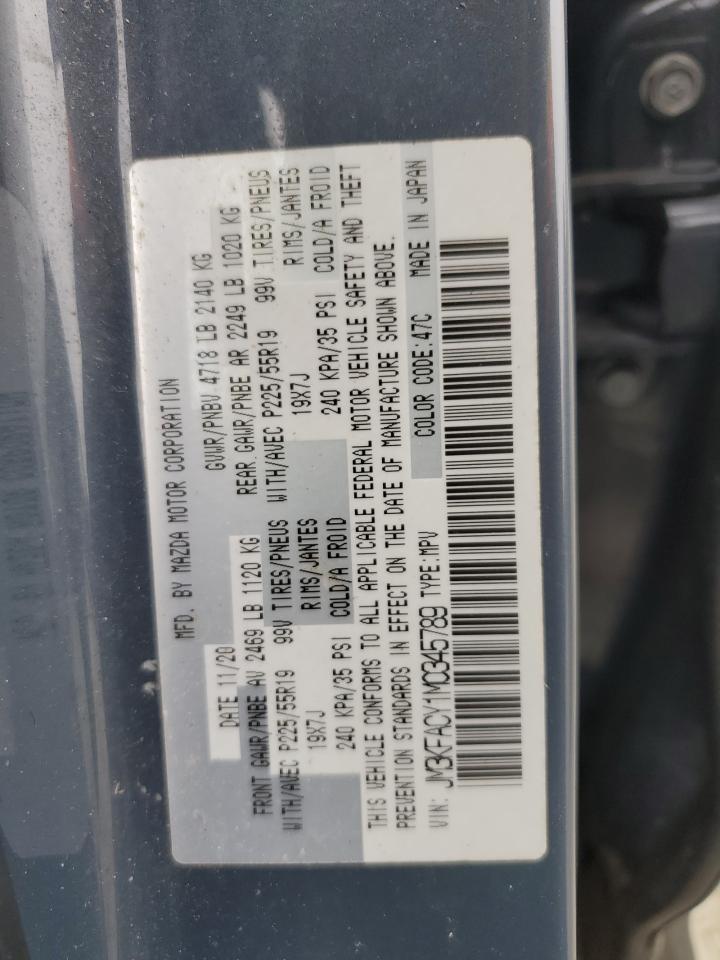 MFD. BY MAZDA MOTOR CORPORATION
DATE 11/20 GVWR/PNBV 4718 LB 2140 KG
FRONT GAWR/PNBE AV 2469 LB 1120 KG REAR GAWR/PNBE AR 2249 LB 1020 KG
WITH/AVEC P225/55R19 99V TIRES/PNEUS WITH/AVEC P225/55R19 99V TIRES/PNEUS
19X7J RIMS/JANTES 19X7J RIMS/JANTES
240 KPA/35 PSI COLD/A FROID 240 KPA/35 PSI COLD/A FROID
THIS VEHICLE CONFORMS TO ALL APPLICABLE FEDERAL MOTOR VEHICLE SAFETY AND THEFT
PREVENTION STANDARDS IN EFFECT ON THE DATE OF MANUFACTURE SHOWN ABOVE.
VIN: JM3KFACY1M0345789 TYPE:MPV COLOR CODE:47C MADE IN JAPAN